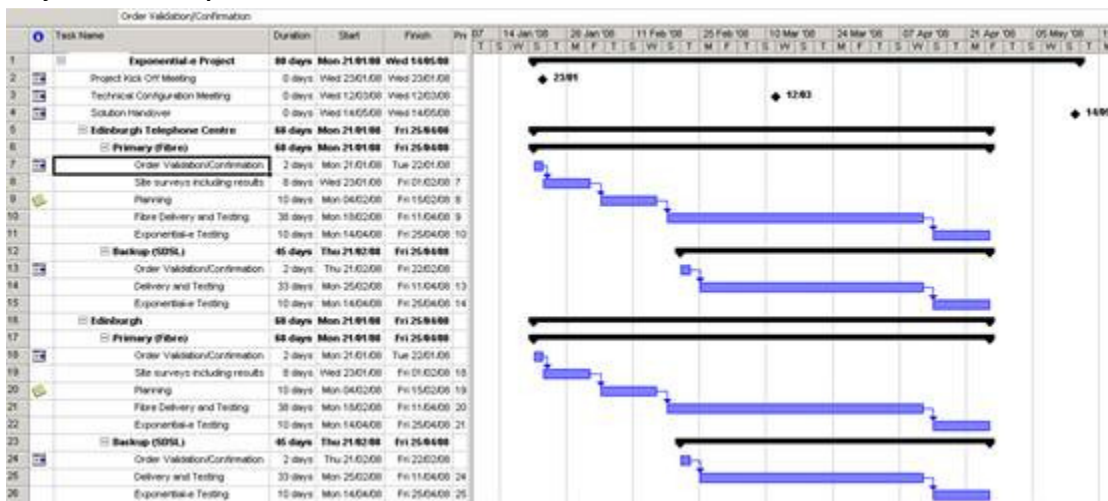 Order Validation/Confirmation
Task Name Duration Start Finish 07 14 Jan '08 28 Jan '08 11 Feb '08 25 Feb '08 10 Mar '08 24 Mar '08 07 Apr '08 21 Apr '08 05 May '08
T S W S T M F T S W S T M F T S W S T M F T S W S T M F T S W S
1 Exponential-e Project 80 days Mon 21/01/08 Wed 14/05/08
2 Project Kick Off Meeting 0 days Wed 23/01/08 Wed 23/01/08 23/01
3 Technical Configuration Meeting 0 days Wed 12/03/08 Wed 12/03/08 12/03
4 Solution Handover 0 days Wed 14/05/08 Wed 14/05/08 14/05
5 Edinburgh Telephone Centre 68 days Mon 21/01/08 Fri 25/04/08
6 Primary (Fibre) 68 days Mon 21/01/08 Fri 25/04/08
7 Order Validation/Confirmation 2 days Mon 21/01/08 Tue 22/01/08
8 Site surveys including results 8 days Wed 23/01/08 Fri 01/02/08 7
9 Planning 10 days Mon 04/02/08 Fri 15/02/08 8
10 Fibre Delivery and Testing 38 days Mon 18/02/08 Fri 11/04/08 9
11 Exponential-e Testing 10 days Mon 14/04/08 Fri 25/04/08 10
12 Backup (SDSL) 45 days Thu 21/02/08 Fri 25/04/08
13 Order Validation/Confirmation 2 days Thu 21/02/08 Fri 22/02/08
14 Delivery and Testing 33 days Mon 25/02/08 Fri 11/04/08 13
15 Exponential-e Testing 10 days Mon 14/04/08 Fri 25/04/08 14
16 Edinburgh 68 days Mon 21/01/08 Fri 25/04/08
17 Primary (Fibre) 68 days Mon 21/01/08 Fri 25/04/08
18 Order Validation/Confirmation 2 days Mon 21/01/08 Tue 22/01/08
19 Site surveys including results 8 days Wed 23/01/08 Fri 01/02/08 18
20 Planning 10 days Mon 04/02/08 Fri 15/02/08 19
21 Fibre Delivery and Testing 38 days Mon 18/02/08 Fri 11/04/08 20
22 Exponential-e Testing 10 days Mon 14/04/08 Fri 25/04/08 21
23 Backup (SDSL) 45 days Thu 21/02/08 Fri 25/04/08
24 Order Validation/Confirmation 2 days Thu 21/02/08 Fri 22/02/08
25 Delivery and Testing 33 days Mon 25/02/08 Fri 11/04/08 24
26 Exponential-e Testing 10 days Mon 14/04/08 Fri 25/04/08 25